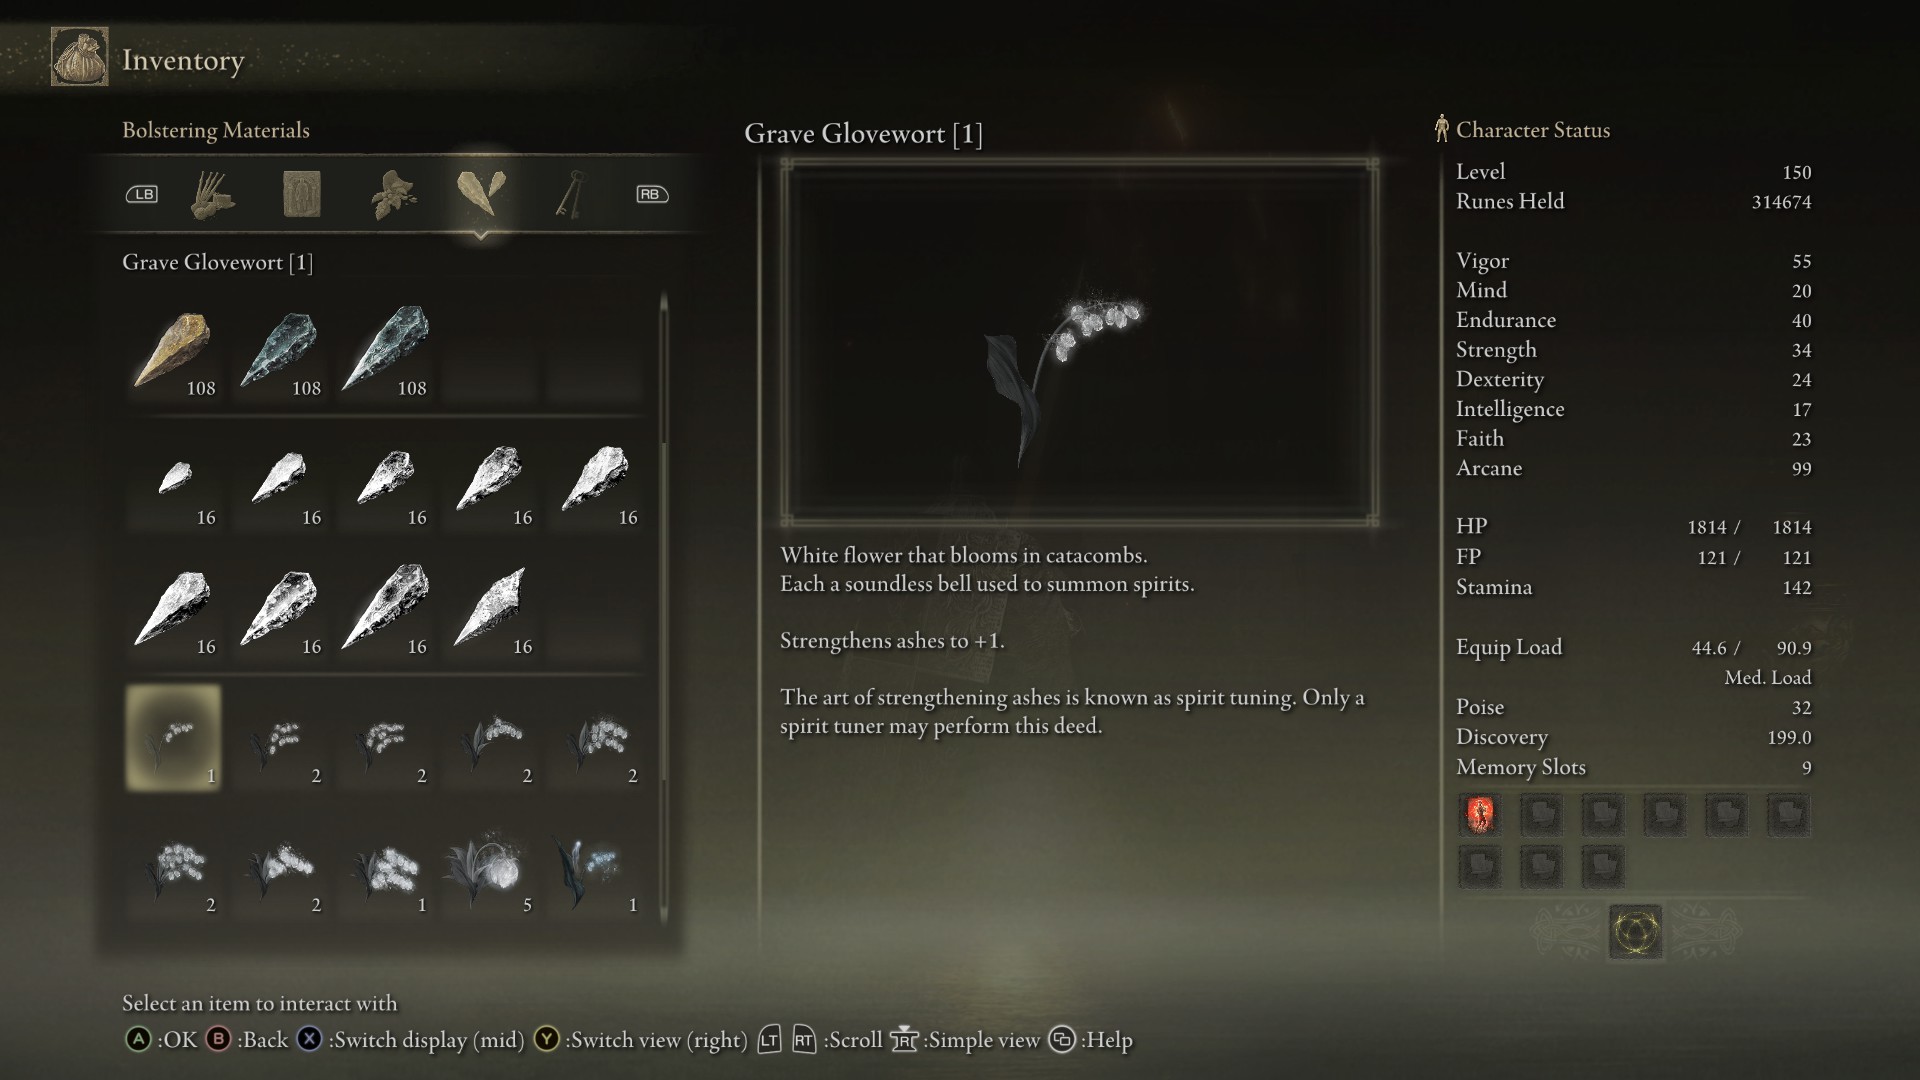 Inventory
Bolstering Materials
LB
RB
Grave Glovewort [1]
108
108
108
16
16
16
16
16
16
16
16
16
1
2
2
2
2
2
2
1
5
1
Grave Glovewort [1]
White flower that blooms in catacombs.
Each a soundless bell used to summon spirits.
Strengthens ashes to +1.
The art of strengthening ashes is known as spirit tuning. Only a
spirit tuner may perform this deed.
Character Status
Level 150
Runes Held 314674
Vigor 55
Mind 20
Endurance 40
Strength 34
Dexterity 24
Intelligence 17
Faith 23
Arcane 99
HP 1814 / 1814
FP 121 / 121
Stamina 142
Equip Load 44.6 / 90.9
Med. Load
Poise 32
Discovery 199.0
Memory Slots 9
Select an item to interact with
A :OK B :Back X :Switch display (mid) Y :Switch view (right) LT RT :Scroll R :Simple view :Help